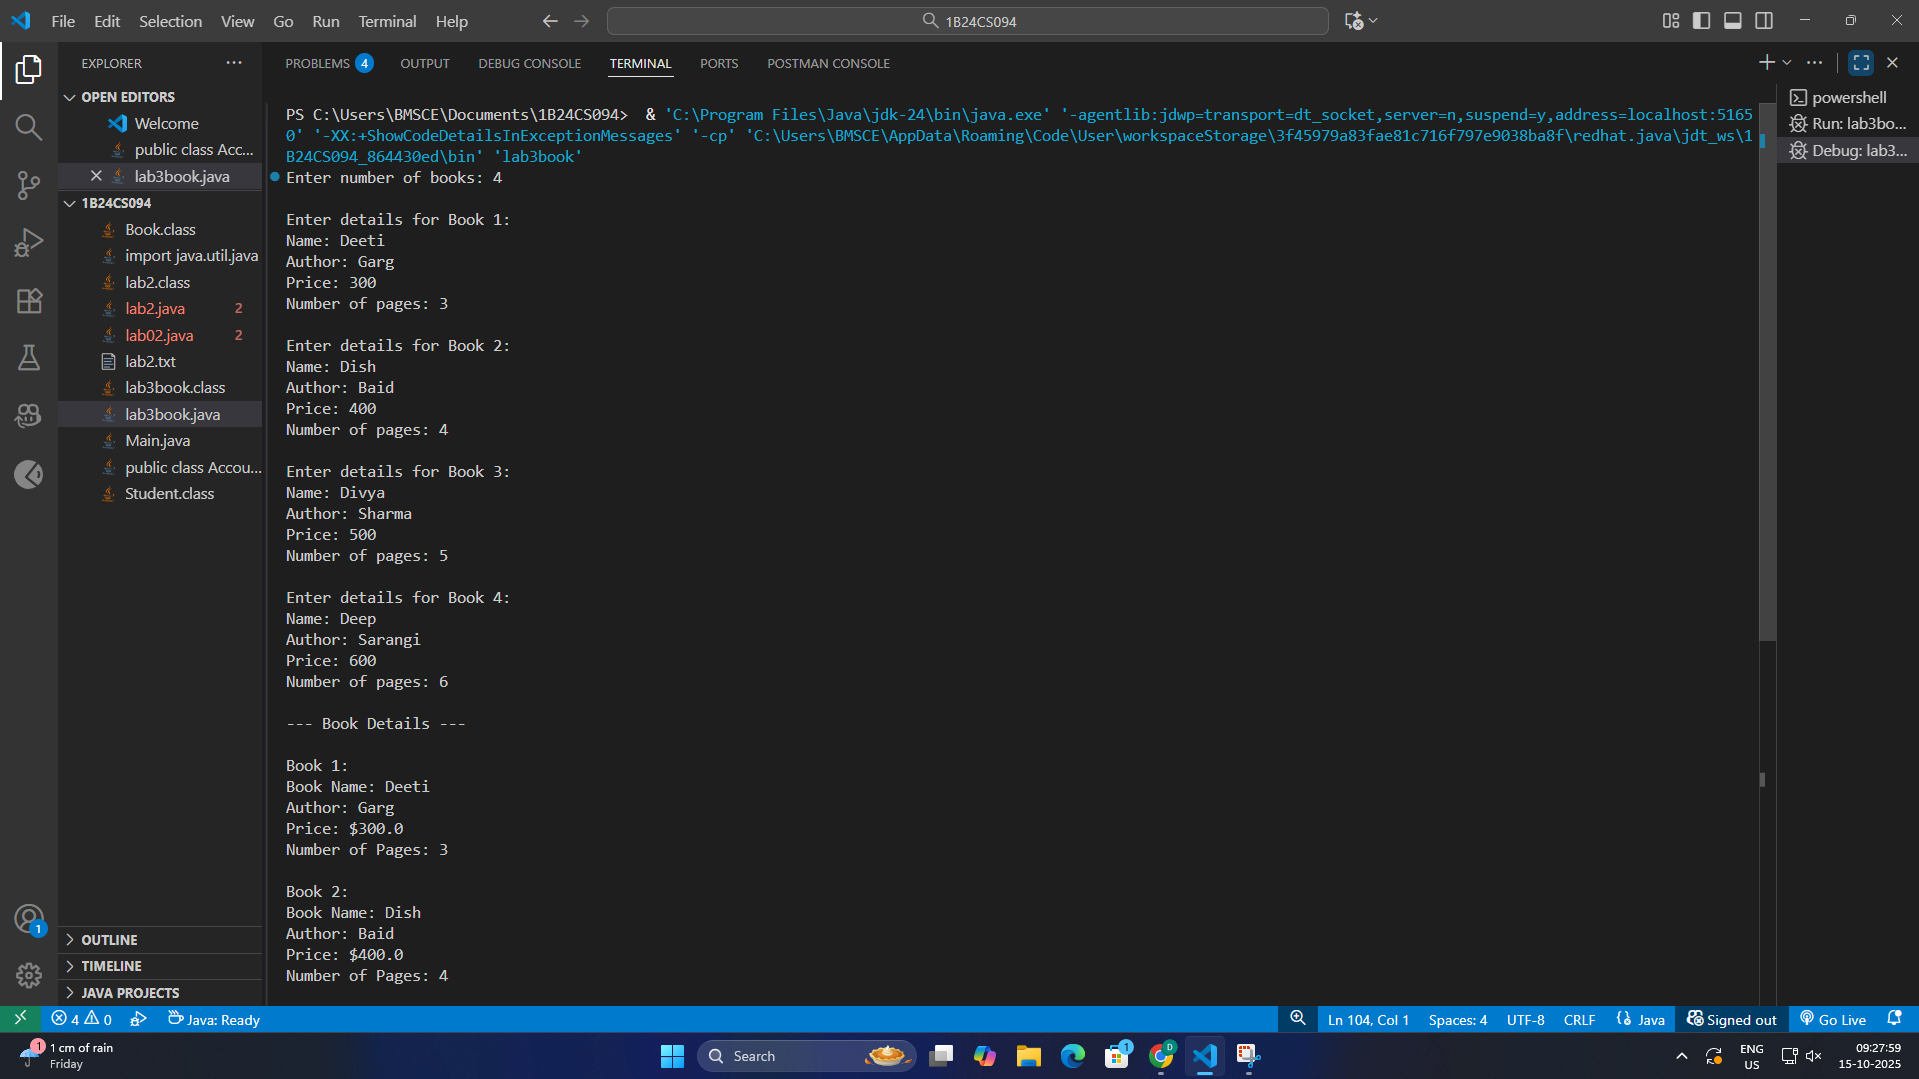 File Edit Selection View Go Run Terminal Help
1B24CS094
EXPLORER
OPEN EDITORS
Welcome
public class Acc...
lab3book.java
1B24CS094
Book.class
import java.util.java
lab2.class
lab2.java 2
lab02.java 2
lab2.txt
lab3book.class
lab3book.java
Main.java
public class Accou...
Student.class
OUTLINE
TIMELINE
JAVA PROJECTS
PROBLEMS 4 OUTPUT DEBUG CONSOLE TERMINAL PORTS POSTMAN CONSOLE
PS C:\Users\BMSCE\Documents\1B24CS094>  & 'C:\Program Files\Java\jdk-24\bin\java.exe' '-agentlib:jdwp=transport=dt_socket,server=n,suspend=y,address=localhost:5165
0' '-XX:+ShowCodeDetailsInExceptionMessages' '-cp' 'C:\Users\BMSCE\AppData\Roaming\Code\User\workspaceStorage\3f45979a83fae81c716f797e9038ba8f\redhat.java\jdt_ws\1
B24CS094_864430ed\bin' 'lab3book'
Enter number of books: 4
Enter details for Book 1:
Name: Deeti
Author: Garg
Price: 300
Number of pages: 3
Enter details for Book 2:
Name: Dish
Author: Baid
Price: 400
Number of pages: 4
Enter details for Book 3:
Name: Divya
Author: Sharma
Price: 500
Number of pages: 5
Enter details for Book 4:
Name: Deep
Author: Sarangi
Price: 600
Number of pages: 6
--- Book Details ---
Book 1:
Book Name: Deeti
Author: Garg
Price: $300.0
Number of Pages: 3
Book 2:
Book Name: Dish
Author: Baid
Price: $400.0
Number of Pages: 4
powershell
Run: lab3bo...
Debug: lab3...
1
4 0 Java: Ready
Ln 104, Col 1 Spaces: 4 UTF-8 CRLF Java Signed out Go Live
1
1 cm of rain
Friday
Search
1
D
ENG
US
09:27:59
15-10-2025